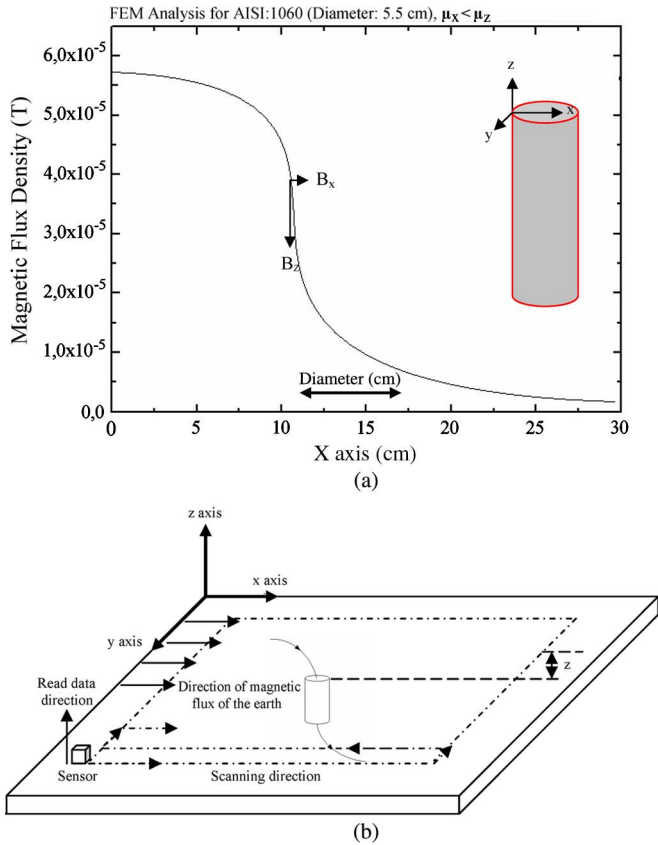 FEM Analysis for AISI:1060 (Diameter: 5.5 cm), μX < μZ
Magnetic Flux Density (T)
6,0x10-5
5,0x10-5
4,0x10-5
3,0x10-5
2,0x10-5
1,0x10-5
0,0
0 5 10 15 20 25 30
X axis (cm)
Bx
BZ
Diameter (cm)
z
x
y
(a)
z axis
x axis
y axis
Read data
direction
Direction of magnetic
flux of the earth
z
Sensor
Scanning direction
(b)